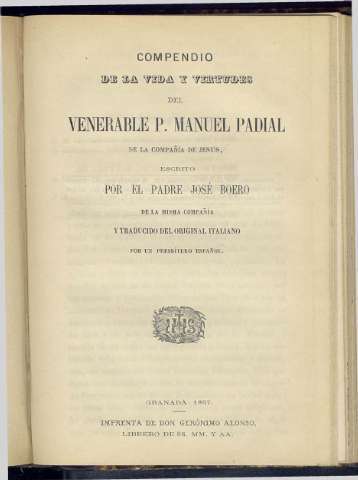 COMPENDIO
DE LA VIDA Y VIRTUDES
DEL
VENERABLE P. MANUEL PADIAL
DE LA COMPAÑÍA DE JESÚS,
ESCRITO
POR EL PADRE JOSÉ BOERO
DE LA MISMA COMPAÑÍA
Y TRADUCIDO DEL ORIGINAL ITALIANO
POR UN PRESBÍTERO ESPAÑOL.
IHS
GRANADA
IMPRENTA DE DON GERÓNIMO ALONSO,
LIBRERO DE SS. MM. Y AA.